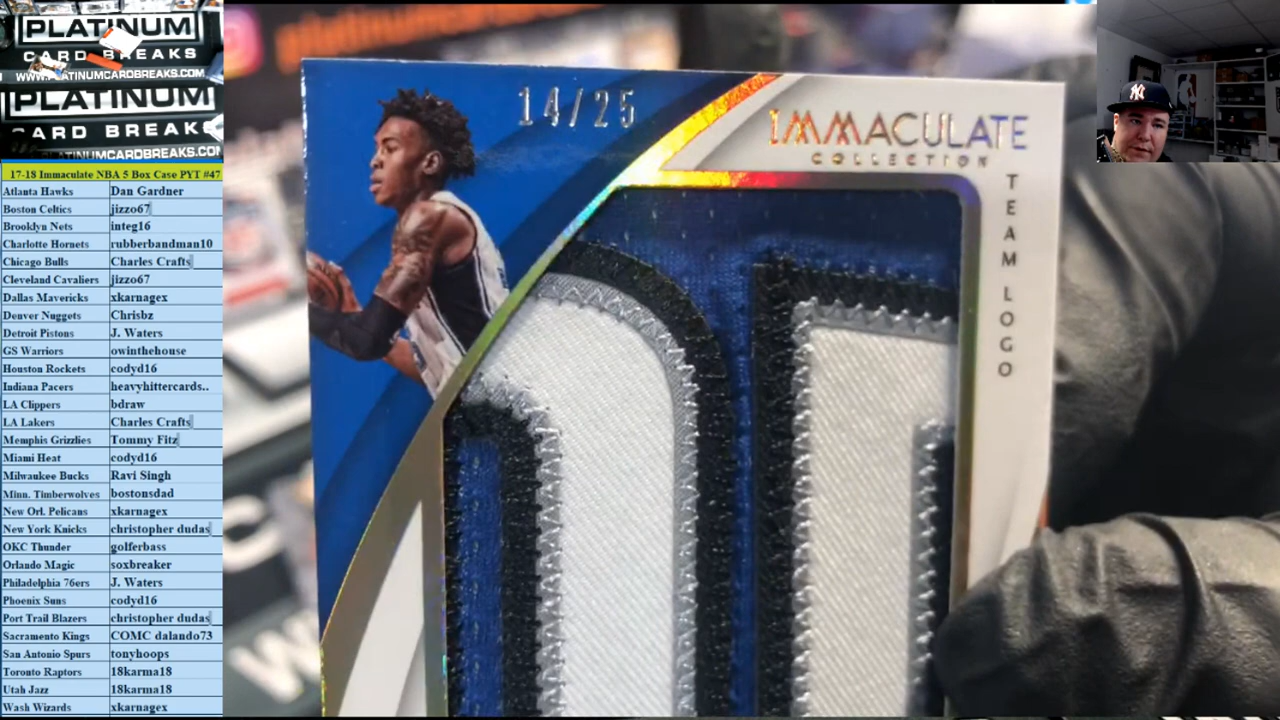 PLATINUM
CARD BREAKS
WWW.PLATINUMCARDBREAKS.COM
PLATINUM
CARD BREAKS
PLATINUMCARDBREAKS.COM
17-18 Immaculate NBA 5 Box Case PYT #47
Atlanta Hawks Dan Gardner
Boston Celtics jizzo67
Brooklyn Nets integ16
Charlotte Hornets rubberbandman10
Chicago Bulls Charles Crafts
Cleveland Cavaliers jizzo67
Dallas Mavericks xkarnagex
Denver Nuggets Chrisbz
Detroit Pistons J. Waters
GS Warriors owinthehouse
Houston Rockets codyd16
Indiana Pacers heavyhittercards..
LA Clippers bdraw
LA Lakers Charles Crafts
Memphis Grizzlies Tommy Fitz
Miami Heat codyd16
Milwaukee Bucks Ravi Singh
Minn. Timberwolves bostonsdad
New Orl. Pelicans xkarnagex
New York Knicks christopher dudas
OKC Thunder golferbass
Orlando Magic soxbreaker
Philadelphia 76ers J. Waters
Phoenix Suns codyd16
Port Trail Blazers christopher dudas
Sacramento Kings COMC dalando73
San Antonio Spurs tonyhoops
Toronto Raptors 18karma18
Utah Jazz 18karma18
Wash Wizards xkarnagex
14/25
IMMACULATE
COLLECTION
TEAM LOGO